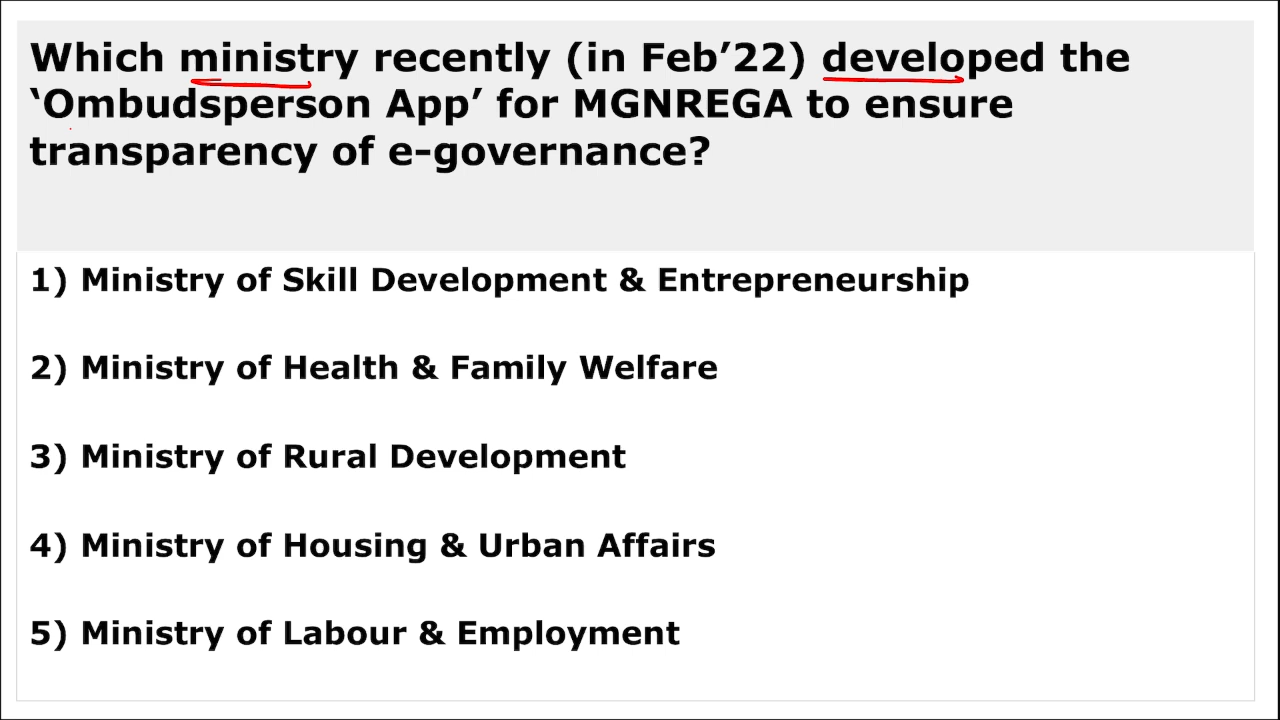 Which ministry recently (in Feb’22) developed the
‘Ombudsperson App’ for MGNREGA to ensure
transparency of e-governance?
1) Ministry of Skill Development & Entrepreneurship
2) Ministry of Health & Family Welfare
3) Ministry of Rural Development
4) Ministry of Housing & Urban Affairs
5) Ministry of Labour & Employment